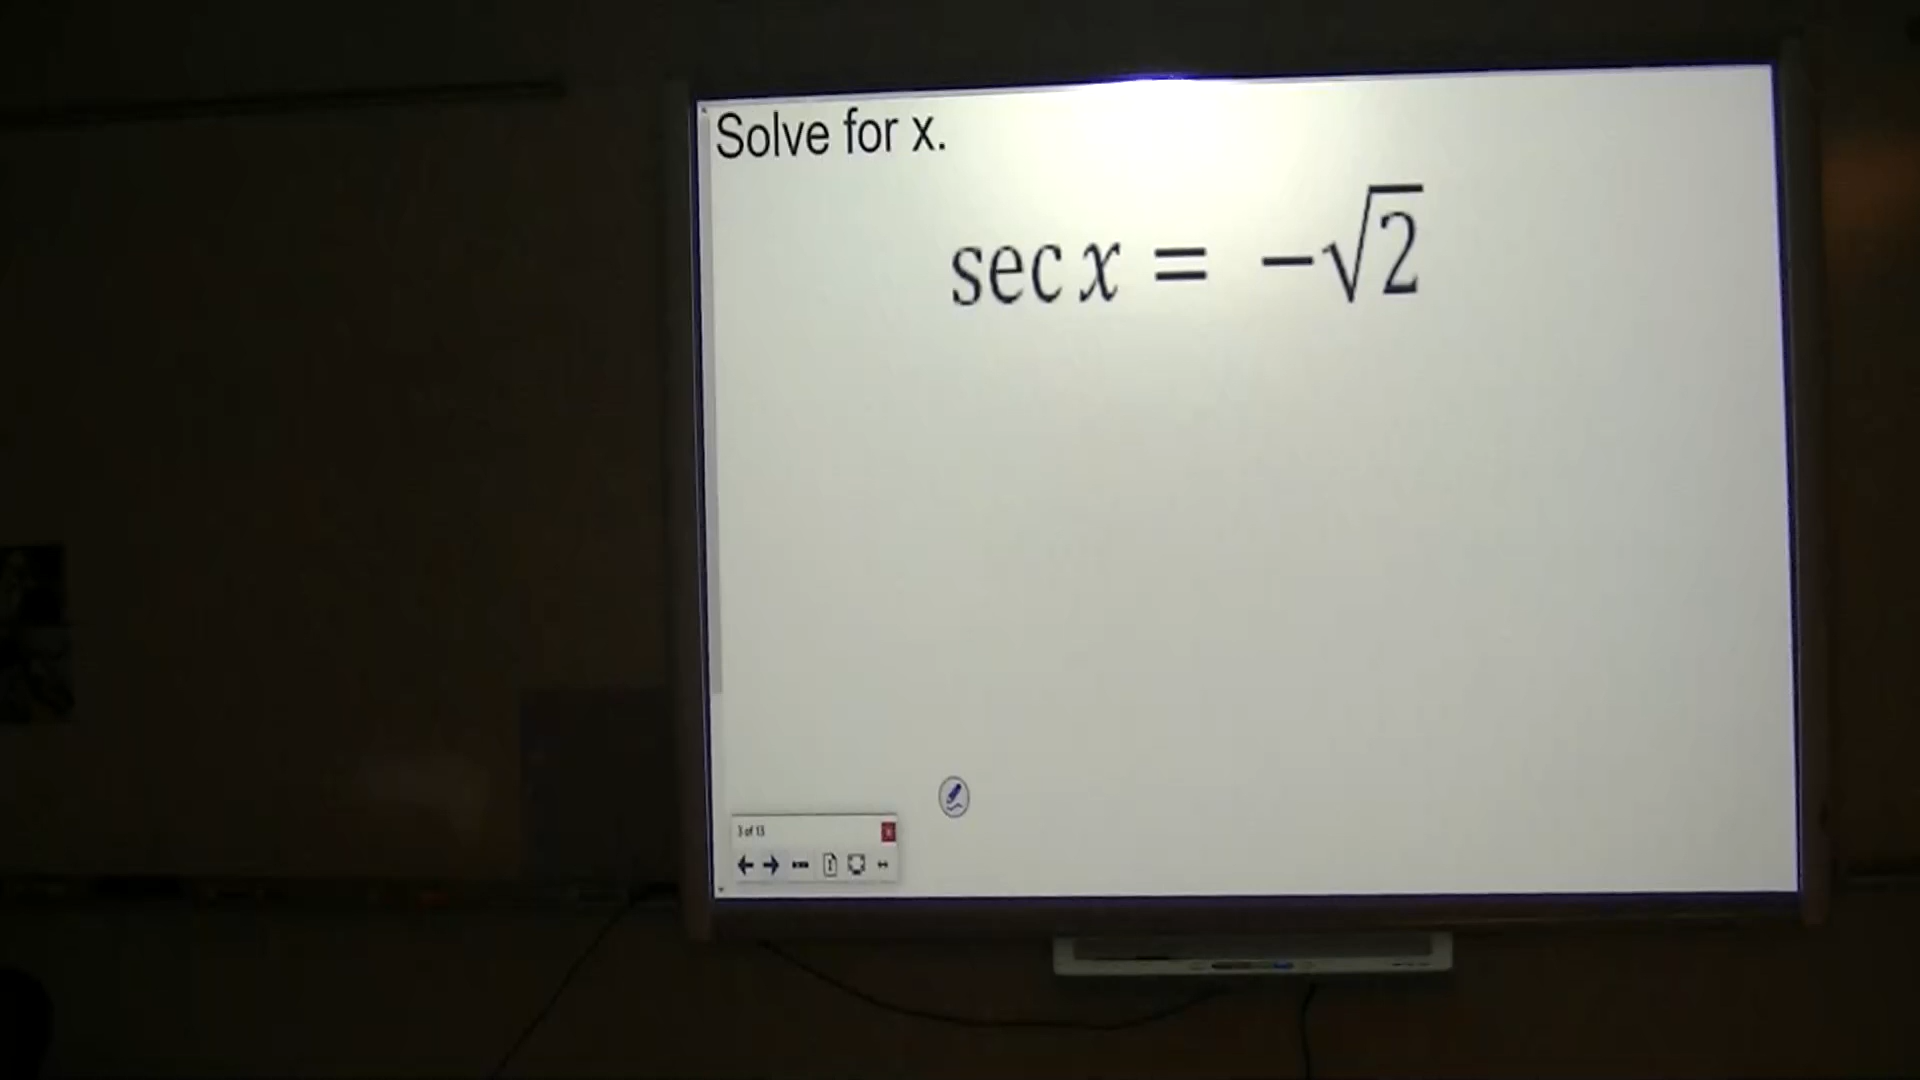 Solve for x.
sec x = −√2
3 of 13